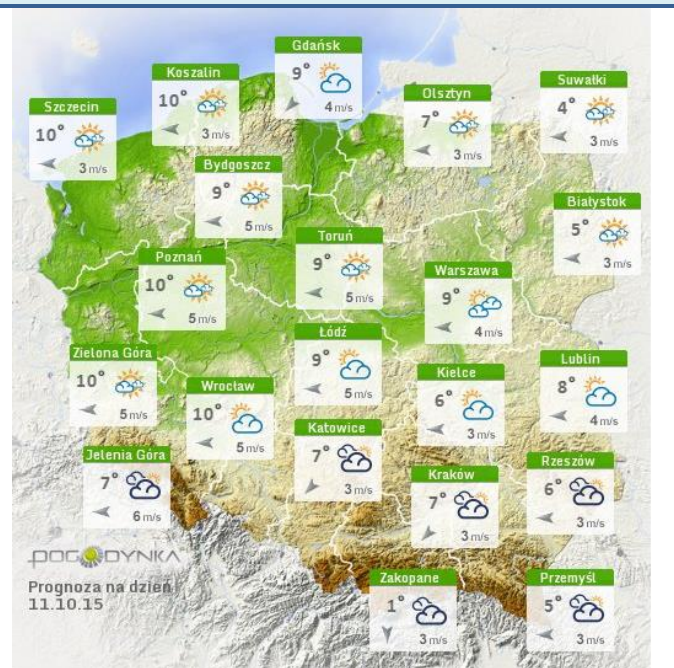 Gdańsk
9°
4 m/s
Koszalin
10°
3 m/s
Olsztyn
7°
3 m/s
Suwałki
4°
3 m/s
Szczecin
10°
3 m/s
Bydgoszcz
9°
5 m/s
Białystok
5°
3 m/s
Toruń
9°
5 m/s
Poznań
10°
5 m/s
Warszawa
9°
4 m/s
Łódź
9°
5 m/s
Zielona Góra
10°
5 m/s
Lublin
8°
4 m/s
Kielce
6°
3 m/s
Wrocław
10°
5 m/s
Katowice
7°
3 m/s
Jelenia Góra
7°
6 m/s
Rzeszów
6°
3 m/s
Kraków
7°
3 m/s
POGODYNKA
Prognoza na dzień
11.10.15
Zakopane
1°
3 m/s
Przemyśl
5°
3 m/s